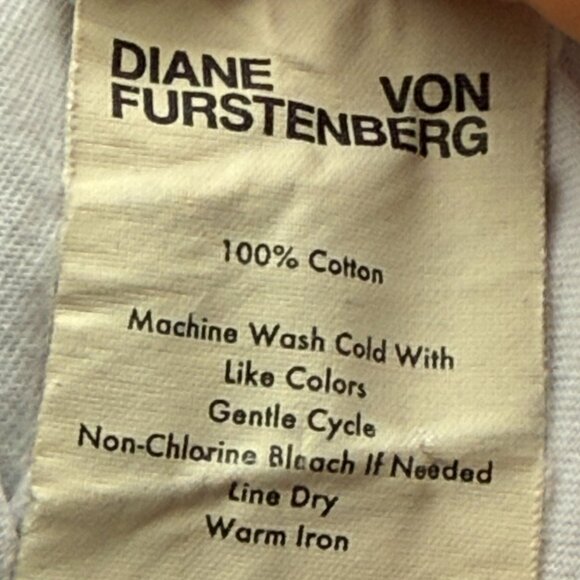 DIANE VON
FURSTENBERG
100% Cotton
Machine Wash Cold With
Like Colors
Gentle Cycle
Non-Chlorine Bleach If Needed
Line Dry
Warm Iron